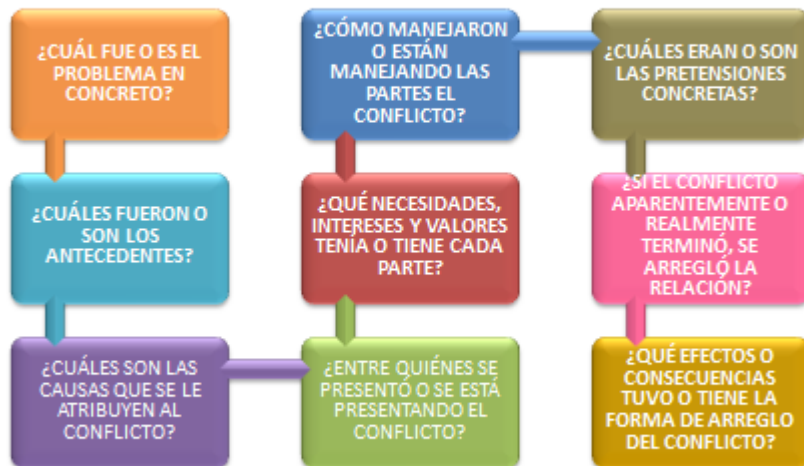 ¿CUÁL FUE O ES EL
PROBLEMA EN
CONCRETO?
¿CUÁLES FUERON O
SON LOS
ANTECEDENTES?
¿CUÁLES SON LAS
CAUSAS QUE SE LE
ATRIBUYEN AL
CONFLICTO?
¿ENTRE QUIÉNES SE
PRESENTÓ O SE ESTÁ
PRESENTANDO EL
CONFLICTO?
¿QUÉ NECESIDADES,
INTERESES Y VALORES
TENÍA O TIENE CADA
PARTE?
¿CÓMO MANEJARON
O ESTÁN
MANEJANDO LAS
PARTES EL
CONFLICTO?
¿CUÁLES ERAN O SON
LAS PRETENSIONES
CONCRETAS?
¿SI EL CONFLICTO
APARENTEMENTE O
REALMENTE
TERMINÓ, SE
ARREGLÓ LA
RELACIÓN?
¿QUÉ EFECTOS O
CONSECUENCIAS
TUVO O TIENE LA
FORMA DE ARREGLO
DEL CONFLICTO?